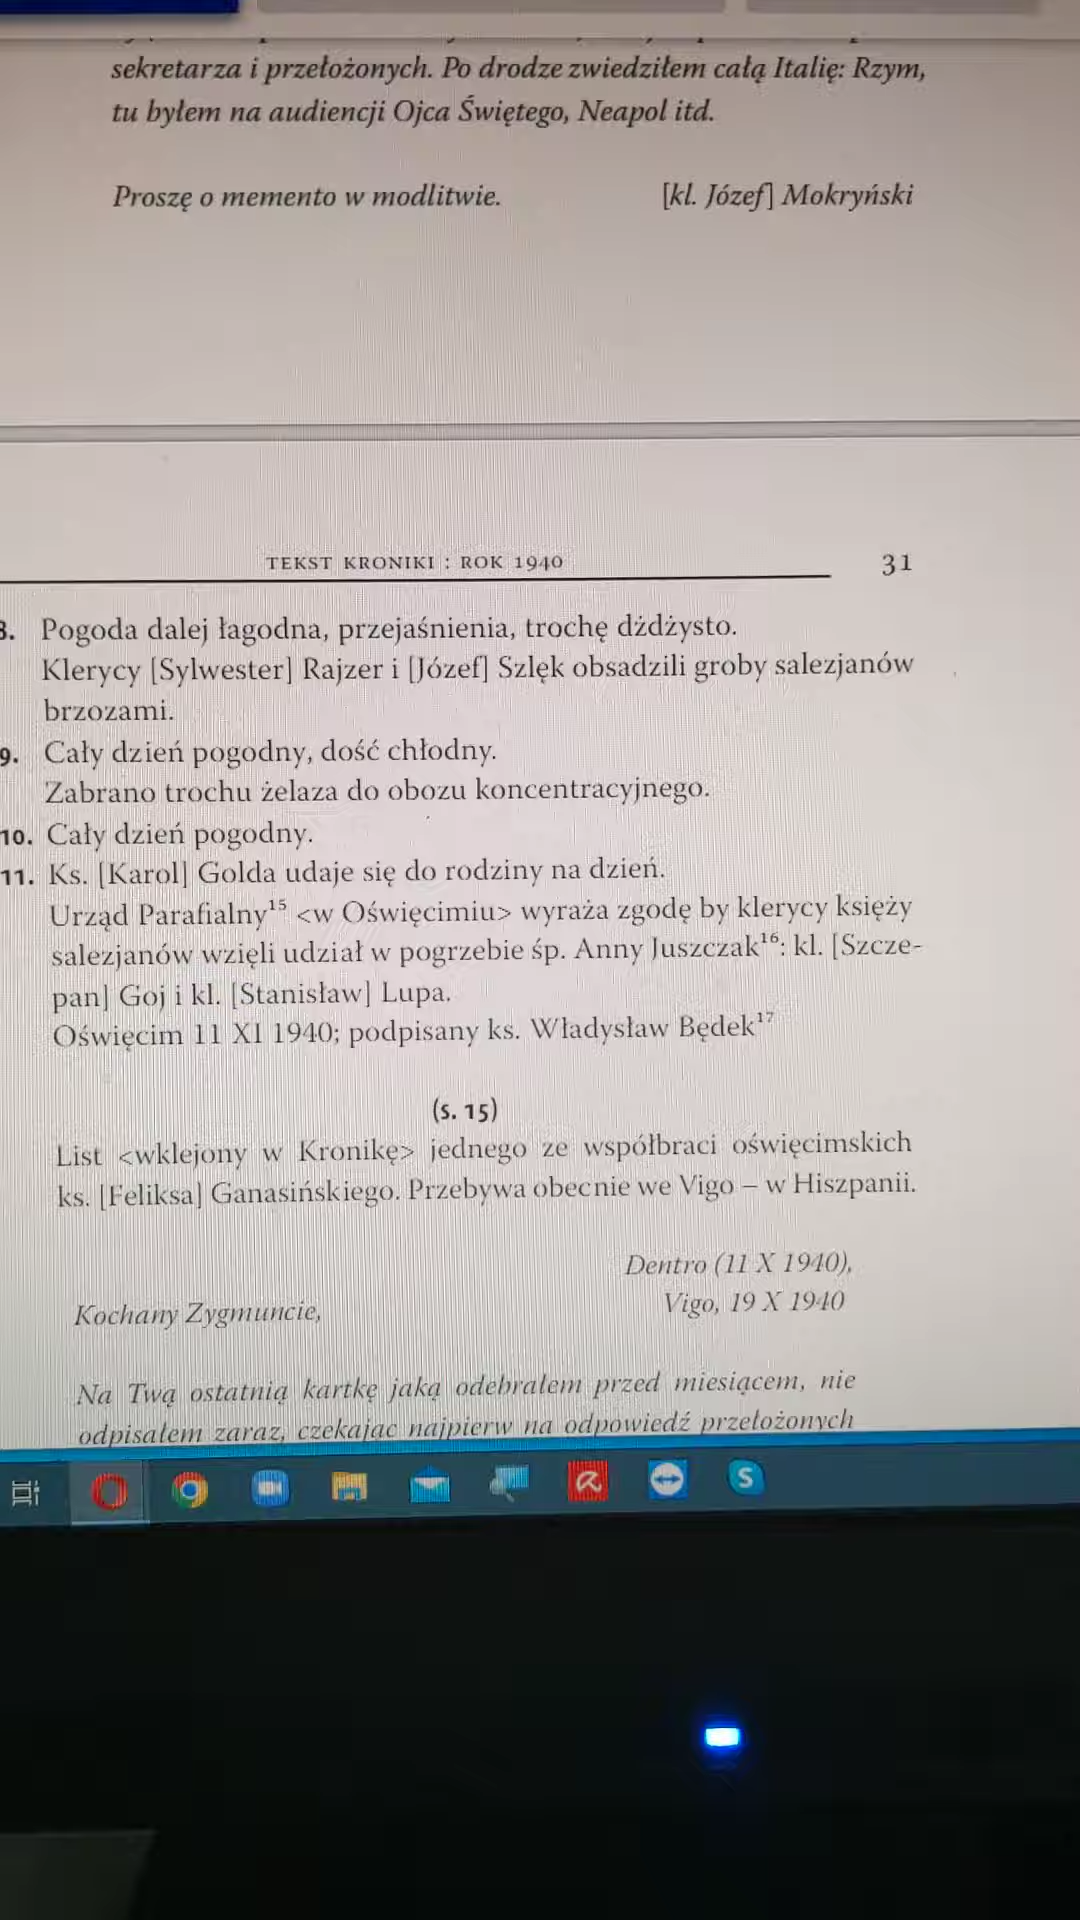 sekretarza i przełożonych. Po drodze zwiedziłem całą Italię: Rzym,
tu byłem na audiencji Ojca Świętego, Neapol itd.
Proszę o memento w modlitwie. [kl. Józef] Mokryński
TEKST KRONIKI : ROK 1940 31
8. Pogoda dalej łagodna, przejaśnienia, trochę dżdżysto.
Klerycy [Sylwester] Rajzer i [Józef] Szlęk obsadzili groby salezjanów
brzozami.
9. Cały dzień pogodny, dość chłodny.
Zabrano trochu żelaza do obozu koncentracyjnego.
10. Cały dzień pogodny.
11. Ks. [Karol] Golda udaje się do rodziny na dzień.
Urząd Parafialny¹⁵ <w Oświęcimiu> wyraża zgodę by klerycy księży
salezjanów wzięli udział w pogrzebie śp. Anny Juszczak¹⁶: kl. [Szcze-
pan] Goj i kl. [Stanisław] Lupa.
Oświęcim 11 XI 1940; podpisany ks. Władysław Będek¹⁷
(s. 15)
List <wklejony w Kronikę> jednego ze współbraci oświęcimskich
ks. [Feliksa] Ganasińskiego. Przebywa obecnie we Vigo – w Hiszpanii.
Dentro (11 X 1940),
Vigo, 19 X 1940
Kochany Zygmuncie,
Na Twą ostatnią kartkę jaką odebrałem przed miesiącem, nie
odpisałem zaraz, czekając najpierw na odpowiedź przełożonych